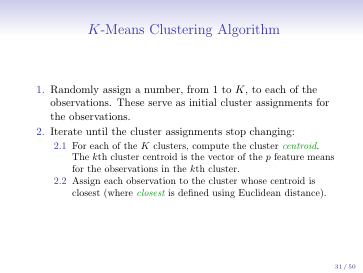 K-Means Clustering Algorithm
1. Randomly assign a number, from 1 to K, to each of the
observations. These serve as initial cluster assignments for
the observations.
2. Iterate until the cluster assignments stop changing:
2.1 For each of the K clusters, compute the cluster centroid.
The kth cluster centroid is the vector of the p feature means
for the observations in the kth cluster.
2.2 Assign each observation to the cluster whose centroid is
closest (where closest is defined using Euclidean distance).
31 / 50